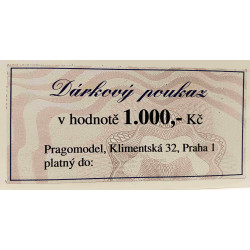 Dárkový poukaz
v hodnotě 1.000,- Kč
Pragomodel, Klimentská 32, Praha 1
platný do: